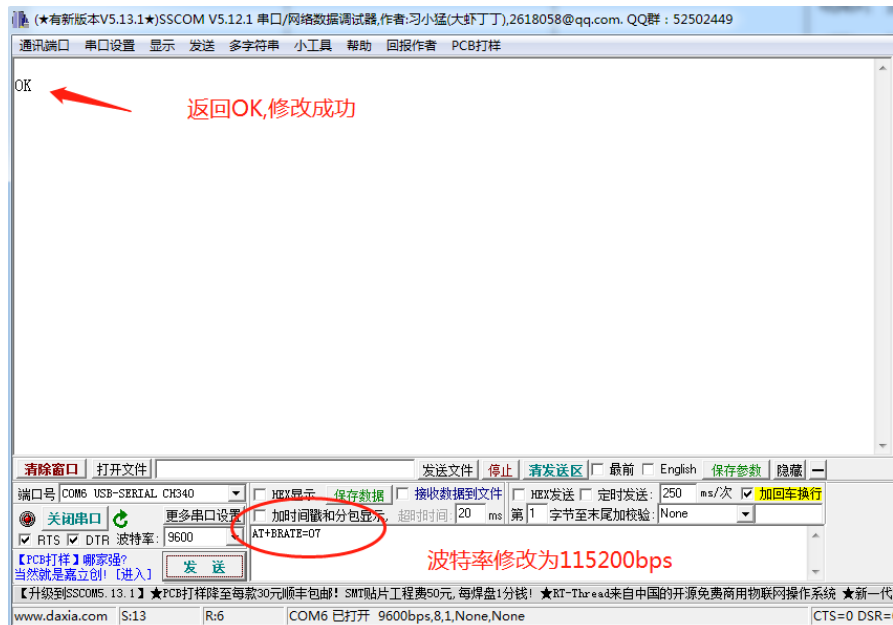 (★有新版本V5.13.1★)SSCOM V5.12.1 串口/网络数据调试器,作者:习小猛(大虾丁丁),2618058@qq.com. QQ群：52502449
通讯端口 串口设置 显示 发送 多字符串 小工具 帮助 回报作者 PCB打样
OK
返回OK,修改成功
清除窗口 打开文件 发送文件 停止 清发送区 最前 English 保存参数 隐藏
端口号 COM6 USB-SERIAL CH340 HEX显示 保存数据 接收数据到文件 HEX发送 定时发送: 250 ms/次 加回车换行
关闭串口 更多串口设置 加时间戳和分包显示, 超时时间: 20 ms 第 1 字节至末尾加校验: None
RTS DTR 波特率: 9600 AT+BRATE=07
波特率修改为115200bps
【PCB打样】哪家强?
当然就是嘉立创!【进入】
发 送
【升级到SSCOM5.13.1】★PCB打样降至每款30元顺丰包邮! SMT贴片工程费50元,每焊盘1分钱! ★RT-Thread来自中国的开源免费商用物联网操作系统 ★新一代
www.daxia.com S:13 R:6 COM6 已打开 9600bps,8,1,None,None CTS=0 DSR=